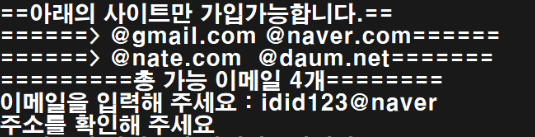 ==아래의 사이트만 가입가능합니다.==
======> @gmail.com @naver.com======
======> @nate.com  @daum.net=======
=========총 가능 이메일 4개========
이메일을 입력해 주세요 : idid123@naver
주소를 확인해 주세요